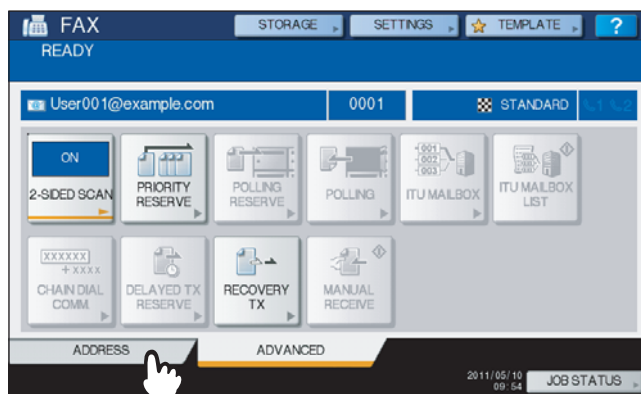 FAX
STORAGE
SETTINGS
TEMPLATE
?
READY
User001@example.com
0001
STANDARD
1
2
ON
2-SIDED SCAN
PRIORITY
RESERVE
POLLING
RESERVE
POLLING
001
002
003
ITU MAILBOX
ITU MAILBOX
LIST
XXXXXX
+ XXXX
CHAIN DIAL
COMM.
DELAYED TX
RESERVE
RECOVERY
TX
MANUAL
RECEIVE
ADDRESS
ADVANCED
2011/05/10
09:54
JOB STATUS